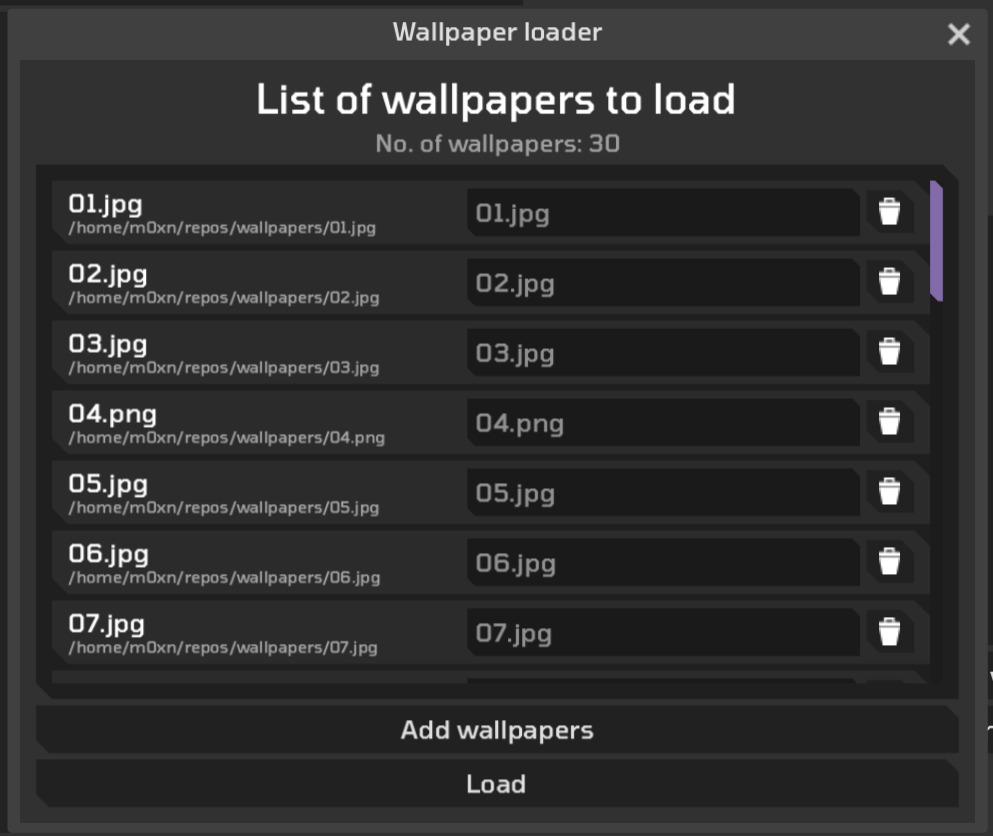 Wallpaper loader
List of wallpapers to load
No. of wallpapers: 30
01.jpg
/home/m0xn/repos/wallpapers/01.jpg
01.jpg
02.jpg
/home/m0xn/repos/wallpapers/02.jpg
02.jpg
03.jpg
/home/m0xn/repos/wallpapers/03.jpg
03.jpg
04.png
/home/m0xn/repos/wallpapers/04.png
04.png
05.jpg
/home/m0xn/repos/wallpapers/05.jpg
05.jpg
06.jpg
/home/m0xn/repos/wallpapers/06.jpg
06.jpg
07.jpg
/home/m0xn/repos/wallpapers/07.jpg
07.jpg
Add wallpapers
Load